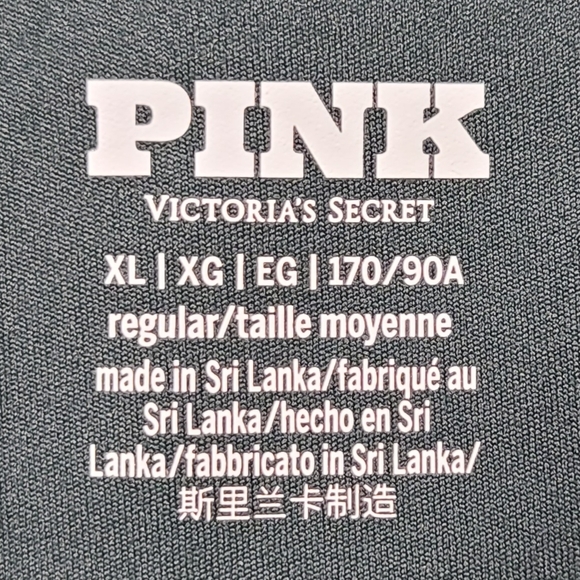 PINK
VICTORIA'S SECRET
XL | XG | EG | 170/90A
regular/taille moyenne
made in Sri Lanka/fabriqué au
Sri Lanka/hecho en Sri
Lanka/fabbricato in Sri Lanka/
斯里兰卡制造